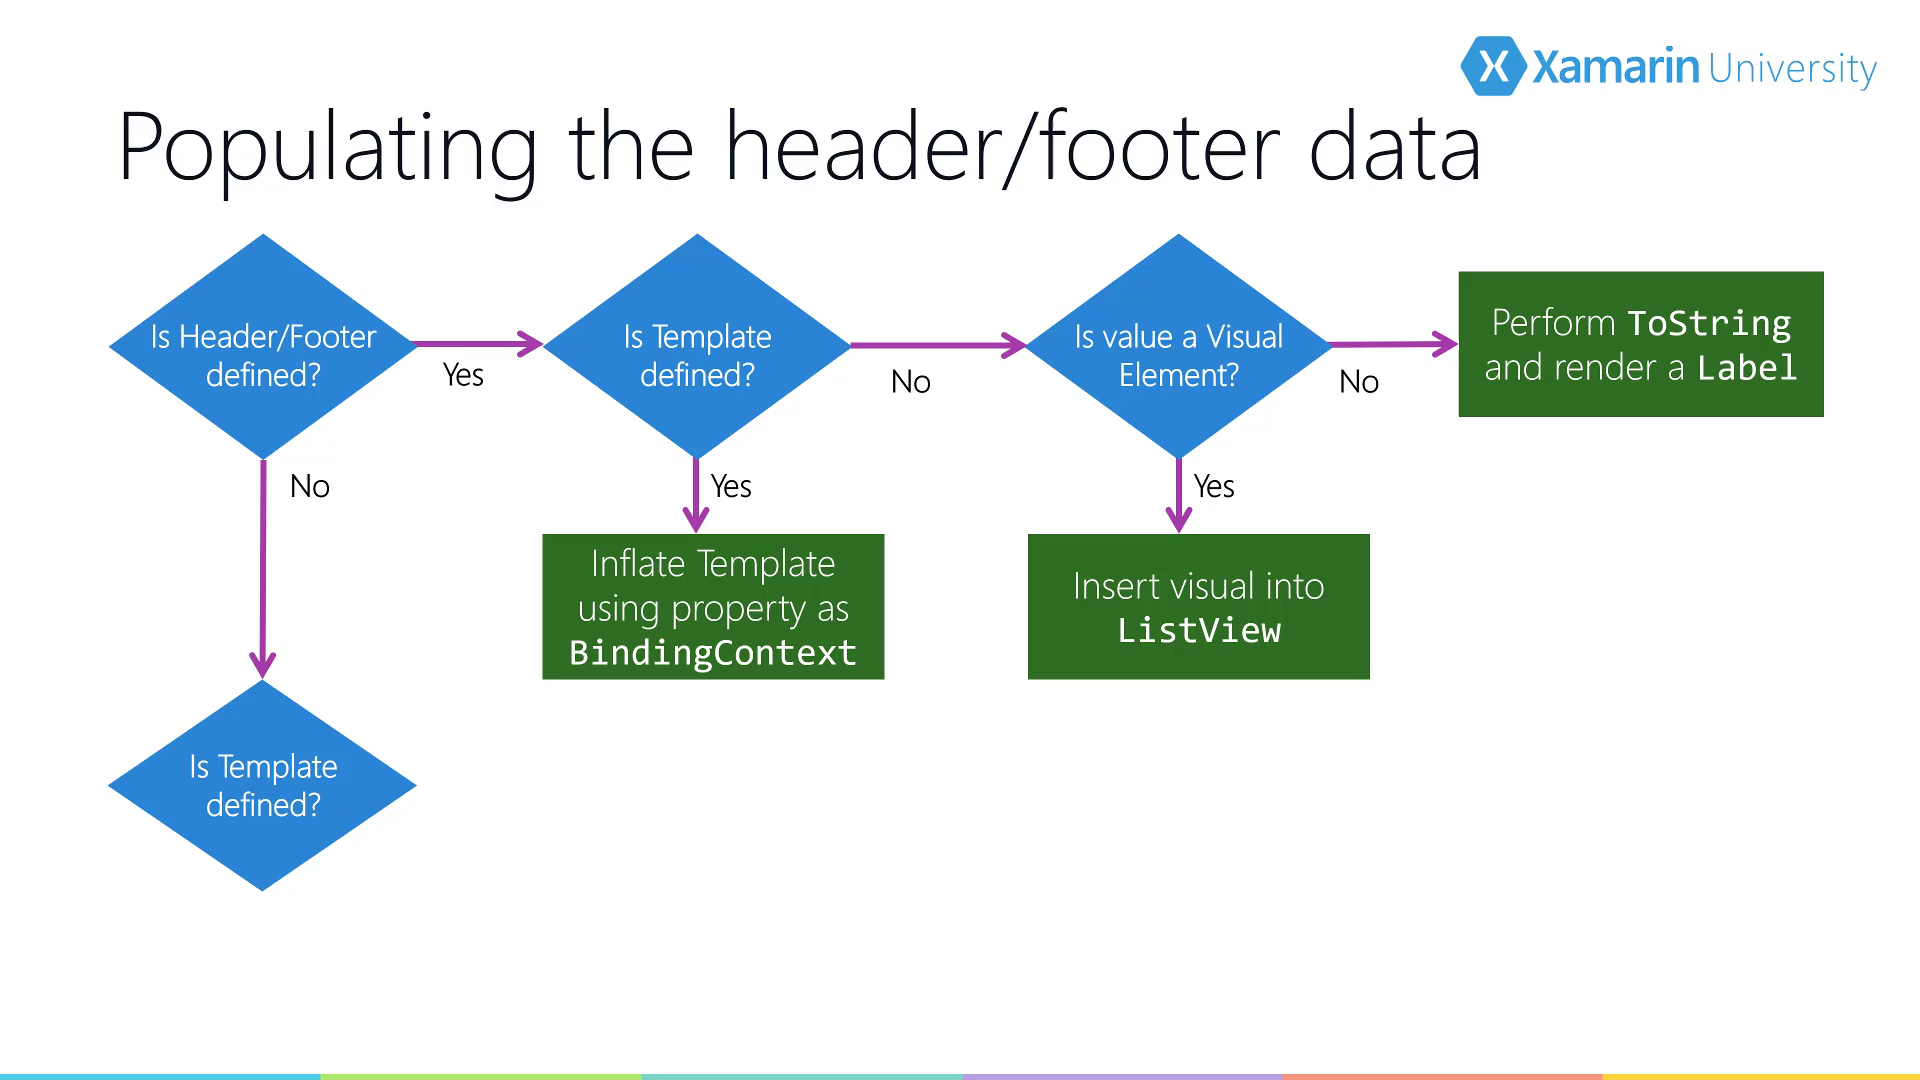 Xamarin University
Populating the header/footer data
Is Header/Footer
defined?
Yes
Is Template
defined?
No
Is value a Visual
Element?
No
Perform ToString
and render a Label
No
Yes
Yes
Inflate Template
using property as
BindingContext
Insert visual into
ListView
Is Template
defined?